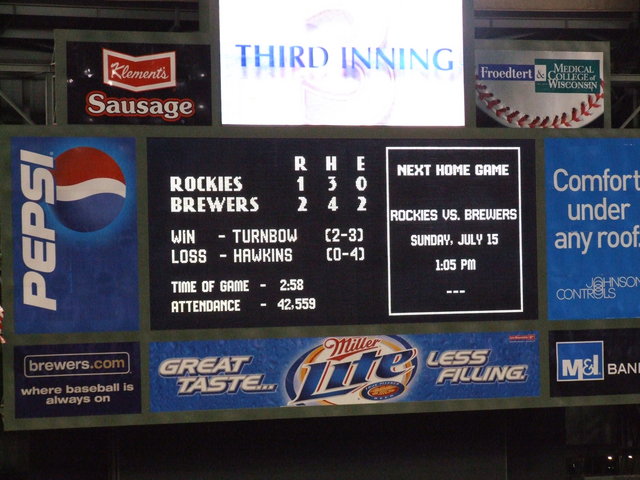 THIRD INNING
Klement's
Sausage
Froedtert & MEDICAL
COLLEGE OF
WISCONSIN
PEPSI
R H E
ROCKIES 1 3 0
BREWERS 2 4 2
WIN - TURNBOW (2-3)
LOSS - HAWKINS (0-4)
TIME OF GAME - 2:58
ATTENDANCE - 42,559
NEXT HOME GAME
ROCKIES VS. BREWERS
SUNDAY, JULY 15
1:05 PM
---
Comfort
under
any roof.
JOHNSON
CONTROLS
brewers.com
where baseball is
always on
GREAT
TASTE...
Miller
Lite
LESS
FILLING.
M&I BANK